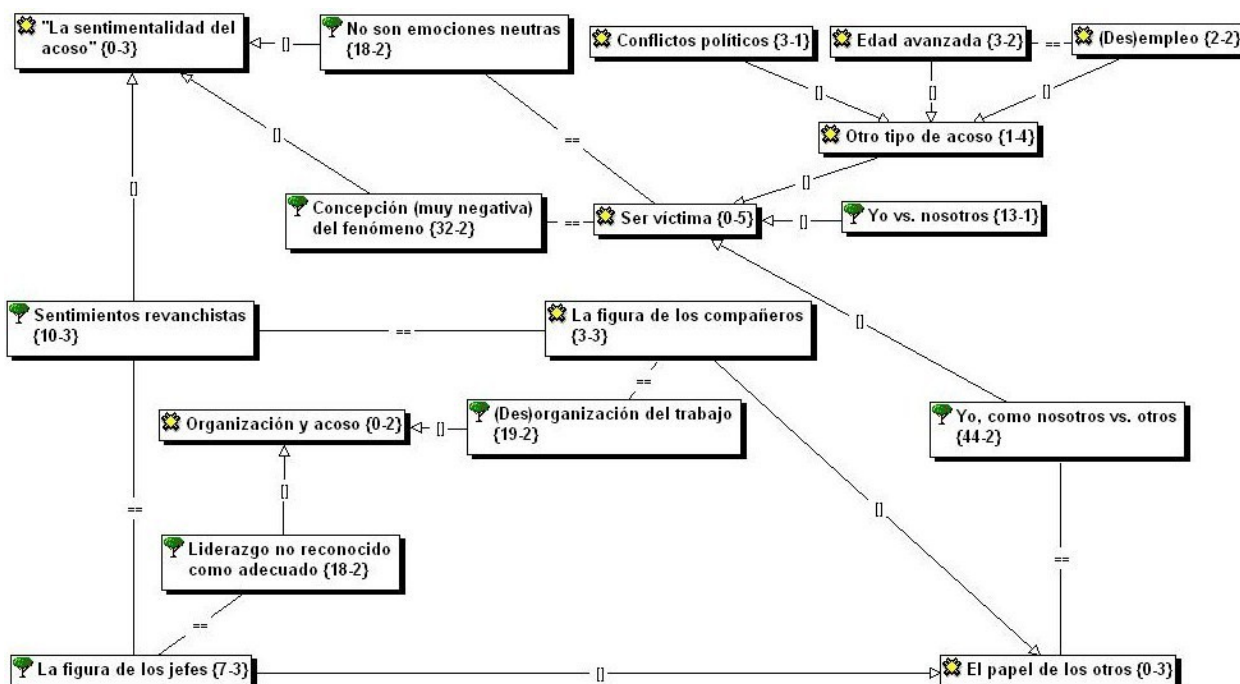 "La sentimentalidad del
acoso" {0-3}
[]
No son emociones neutras
{18-2}
Conflictos políticos {3-1}
Edad avanzada {3-2}
==
(Des)empleo {2-2}
[]
[]
[]
[]
Otro tipo de acoso {1-4}
==
[]
[]
Concepción (muy negativa)
del fenómeno {32-2}
==
Ser víctima {0-5}
[]
Yo vs. nosotros {13-1}
Sentimientos revanchistas
{10-3}
==
La figura de los compañeros
{3-3}
[]
==
Organización y acoso {0-2}
[]
(Des)organización del trabajo
{19-2}
Yo, como nosotros vs. otros
{44-2}
[]
[]
==
Liderazgo no reconocido
como adecuado {18-2}
==
==
La figura de los jefes {7-3}
[]
El papel de los otros {0-3}